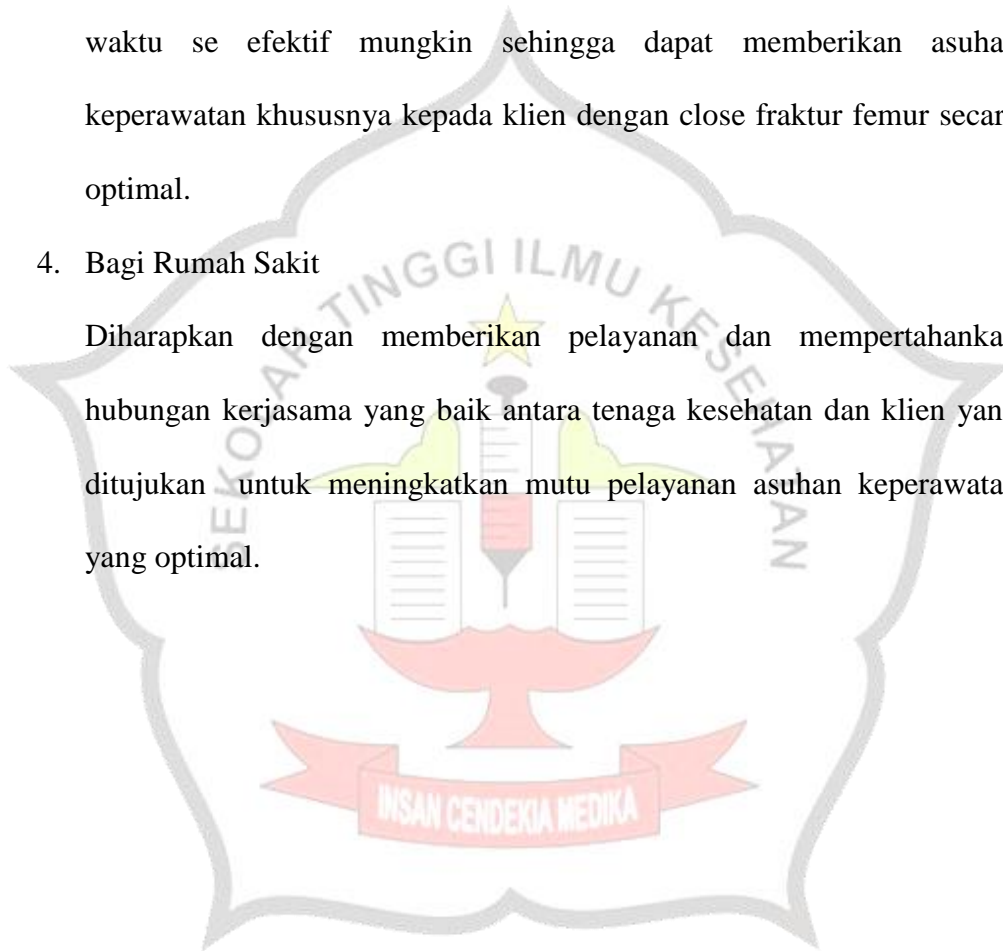 waktu se efektif mungkin sehingga dapat memberikan asuha
keperawatan khususnya kepada klien dengan close fraktur femur secar
optimal.
4. Bagi Rumah Sakit
Diharapkan dengan memberikan pelayanan dan mempertahanka
hubungan kerjasama yang baik antara tenaga kesehatan dan klien yan
ditujukan untuk meningkatkan mutu pelayanan asuhan keperawata
yang optimal.
SEKOLAH TINGGI ILMU KESEHATAN
INSAN CENDEKIA MEDIKA